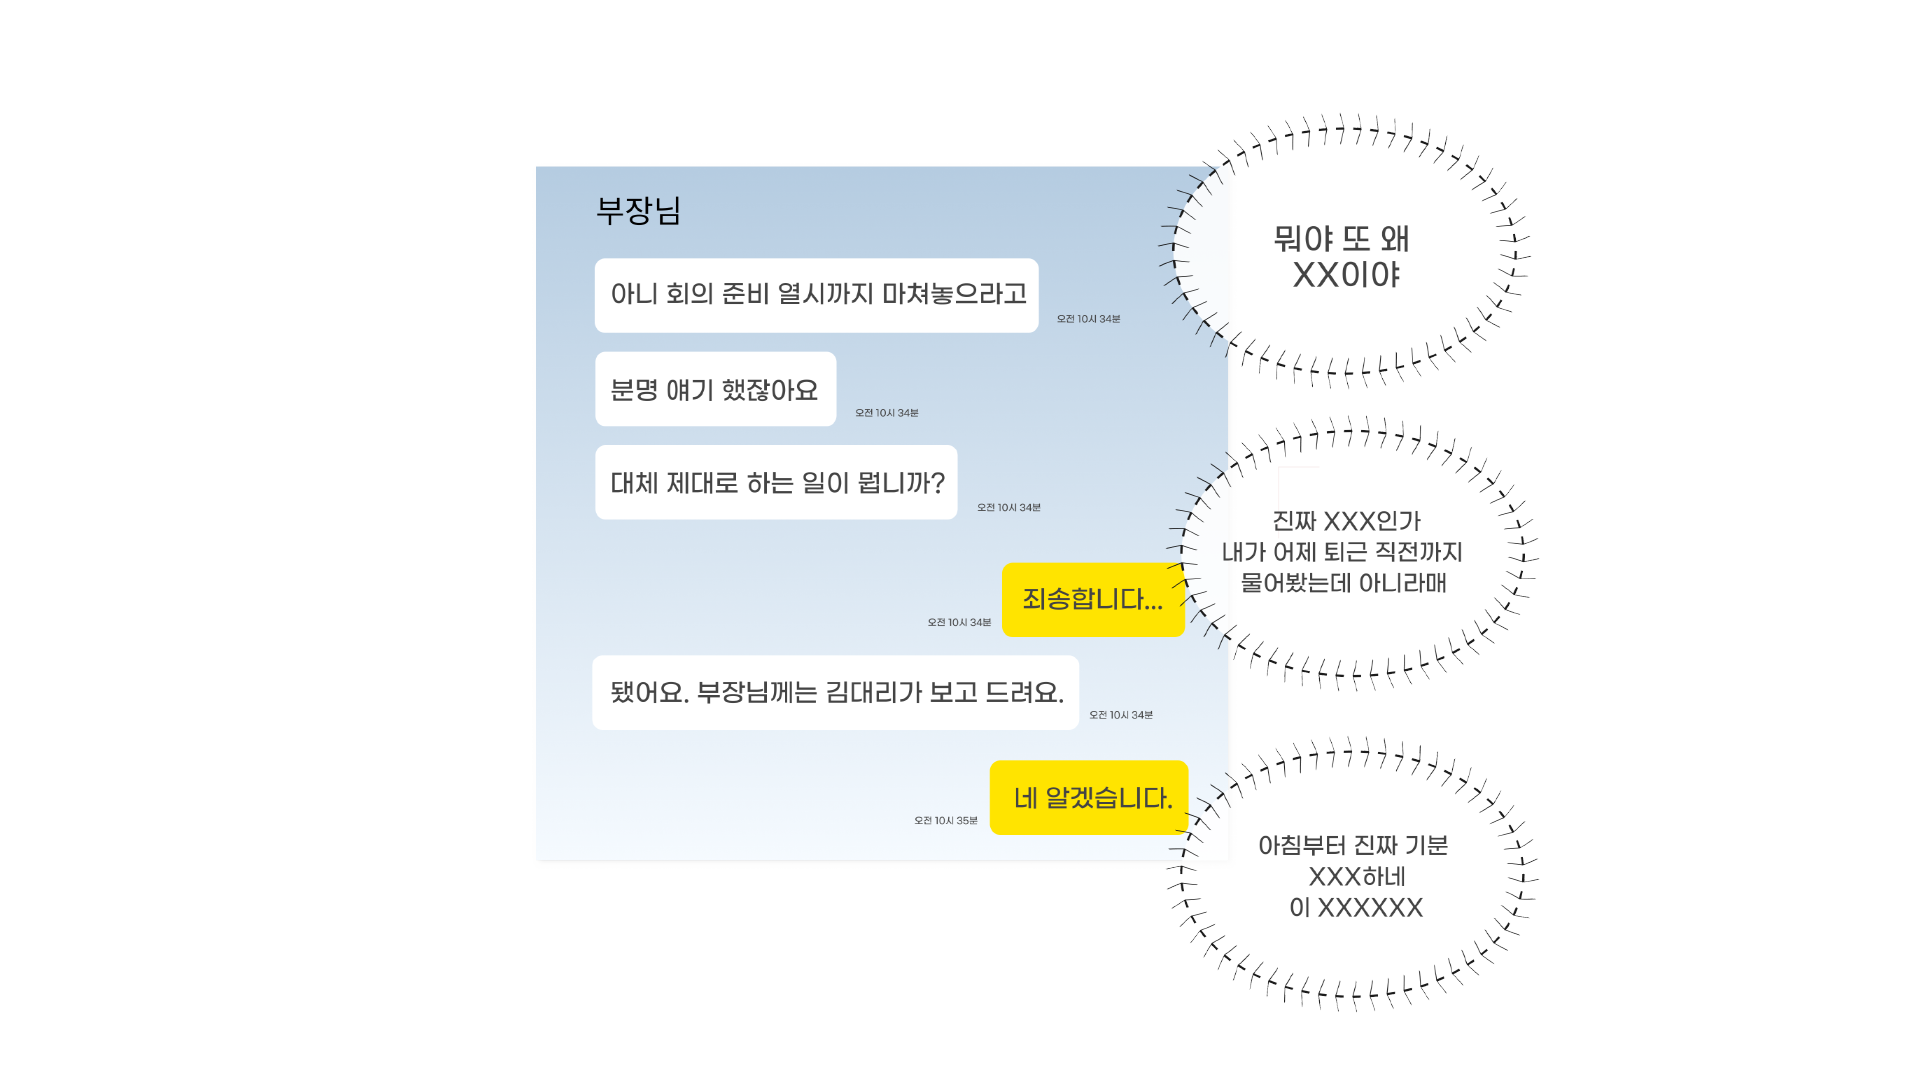 부장님
아니 회의 준비 열시까지 마쳐놓으라고
오전 10시 34분
분명 얘기 했잖아요
오전 10시 34분
대체 제대로 하는 일이 뭡니까?
오전 10시 34분
죄송합니다...
오전 10시 34분
됐어요. 부장님께는 김대리가 보고 드려요.
오전 10시 34분
네 알겠습니다.
오전 10시 35분
뭐야 또 왜
XX이야
진짜 XXX인가
내가 어제 퇴근 직전까지
물어봤는데 아니라매
아침부터 진짜 기분
XXX하네
이 XXXXXX